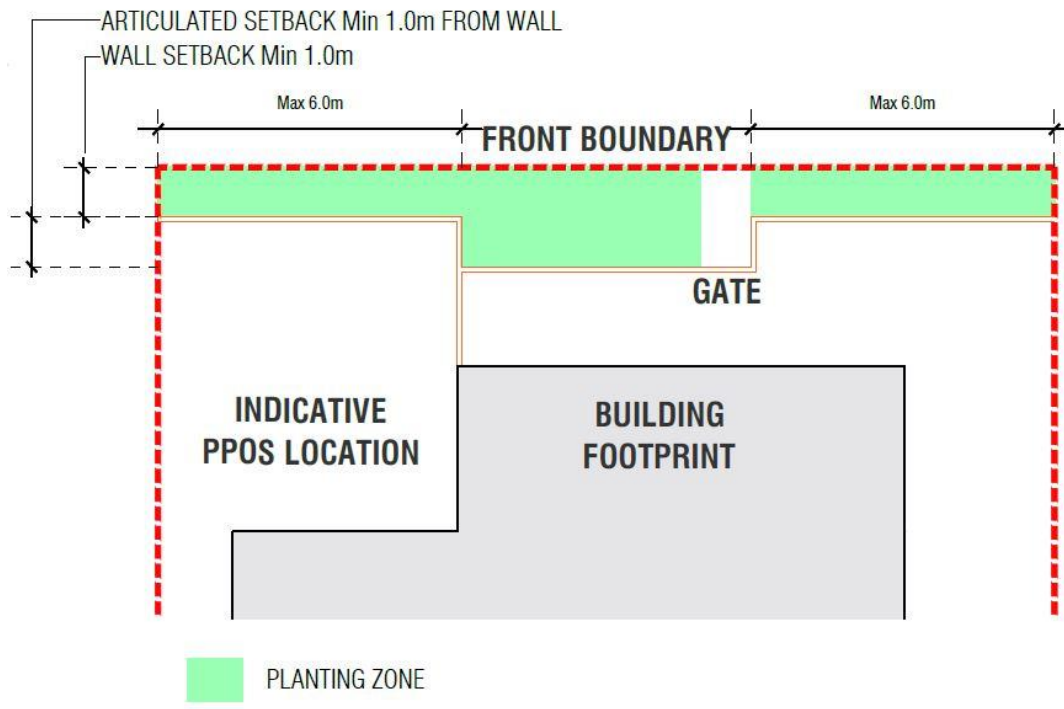 ARTICULATED SETBACK Min 1.0m FROM WALL
WALL SETBACK Min 1.0m
Max 6.0m
Max 6.0m
FRONT BOUNDARY
GATE
INDICATIVE
PPOS LOCATION
BUILDING
FOOTPRINT
PLANTING ZONE